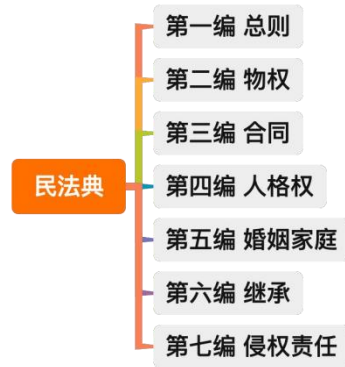 第一编 总则
第二编 物权
第三编 合同
民法典
第四编 人格权
第五编 婚姻家庭
第六编 继承
第七编 侵权责任